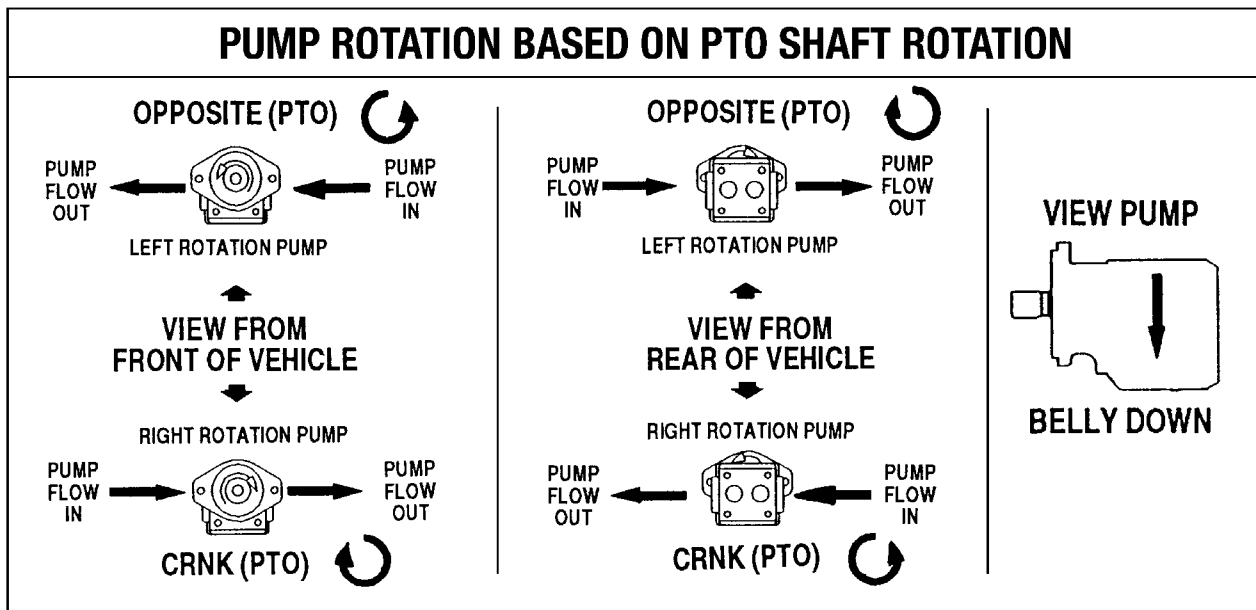 PUMP ROTATION BASED ON PTO SHAFT ROTATION
OPPOSITE (PTO)
PUMP
FLOW
OUT
PUMP
FLOW
IN
LEFT ROTATION PUMP
VIEW FROM
FRONT OF VEHICLE
RIGHT ROTATION PUMP
PUMP
FLOW
IN
PUMP
FLOW
OUT
CRNK (PTO)
OPPOSITE (PTO)
PUMP
FLOW
IN
PUMP
FLOW
OUT
LEFT ROTATION PUMP
VIEW FROM
REAR OF VEHICLE
RIGHT ROTATION PUMP
PUMP
FLOW
OUT
PUMP
FLOW
IN
CRNK (PTO)
VIEW PUMP
BELLY DOWN